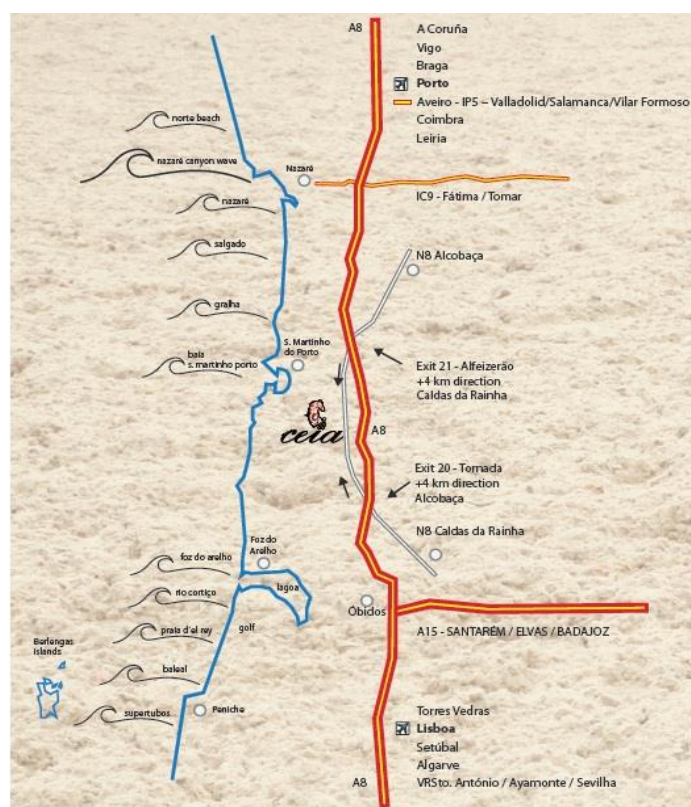 A8
A Coruña
Vigo
Braga
Porto
Aveiro - IP5 – Valladolid/Salamanca/Vilar Formoso
Coimbra
Leiria
norte beach
nazaré canyon wave
Nazaré
nazaré
IC9 - Fátima / Tomar
salgado
N8 Alcobaça
gralha
S. Martinho
do Porto
baia
s. martinho porto
Exit 21 - Alfeizerão
+4 km direction
Caldas da Rainha
ceia
A8
Exit 20 - Tornada
+4 km direction
Alcobaça
N8 Caldas da Rainha
Foz do
Arelho
foz do arelho
lagoa
rio cortiço
Óbidos
golf
praia d'el rey
A15 - SANTARÉM / ELVAS / BADAJOZ
Berlengas
Islands
baleal
supertubos
Peniche
Torres Vedras
Lisboa
Setúbal
Algarve
A8
VRSto. António / Ayamonte / Sevilha